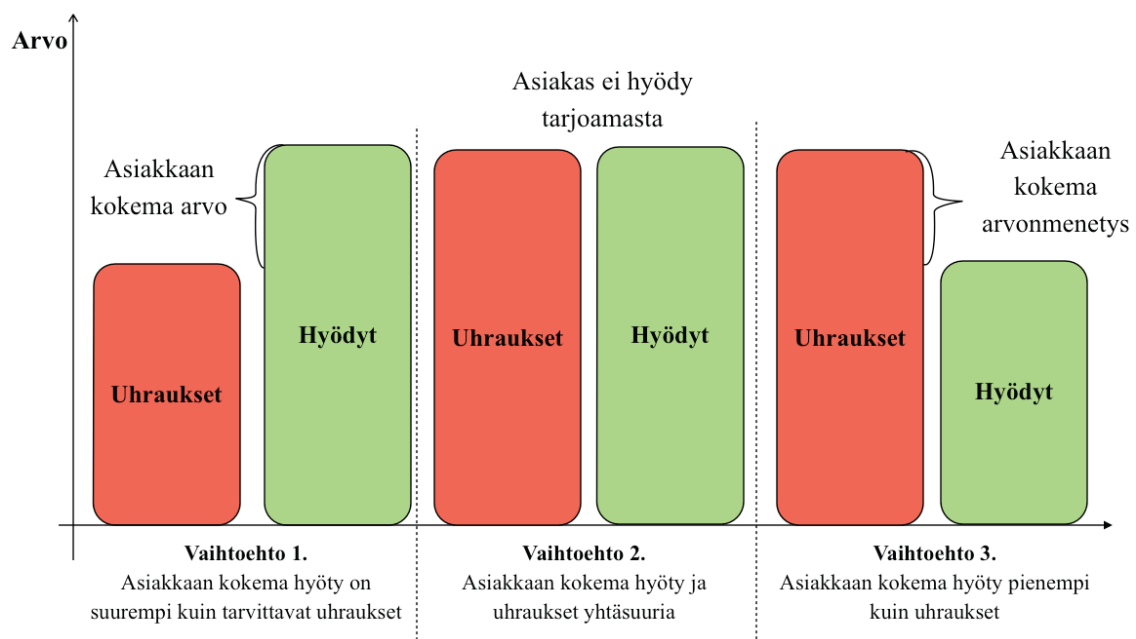 Arvo
Asiakas ei hyödy
tarjoamasta
Asiakkaan
kokema arvo
Asiakkaan
kokema
arvonmenetys
Uhraukset
Hyödyt
Uhraukset
Hyödyt
Uhraukset
Hyödyt
Vaihtoehto 1.
Asiakkaan kokema hyöty on
suurempi kuin tarvittavat uhraukset
Vaihtoehto 2.
Asiakkaan kokema hyöty ja
uhraukset yhtäsuuria
Vaihtoehto 3.
Asiakkaan kokema hyöty pienempi
kuin uhraukset